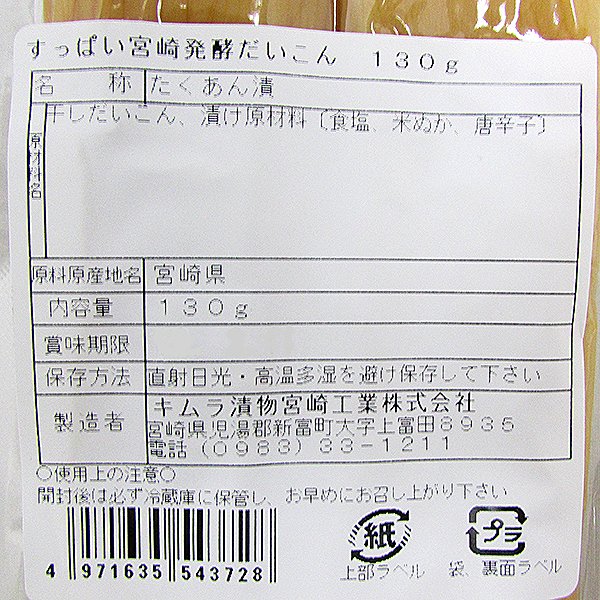 すっぱい宮崎発酵だいこん 130g
名称 たくあん漬
原材料名 干しだいこん、漬け原材料〔食塩、米ぬか、唐辛子〕
原料原産地名 宮崎県
内容量 130g
賞味期限
保存方法 直射日光・高温多湿を避け保存して下さい
製造者 キムラ漬物宮崎工業株式会社
宮崎県児湯郡新富町大字上富田6935
電話(0983)33-1211
○使用上の注意○
開封後は必ず冷蔵庫に保管し、お早めにお召し上がり下さい
4 971635 543728
紙
上部ラベル
プラ
袋、裏面ラベル